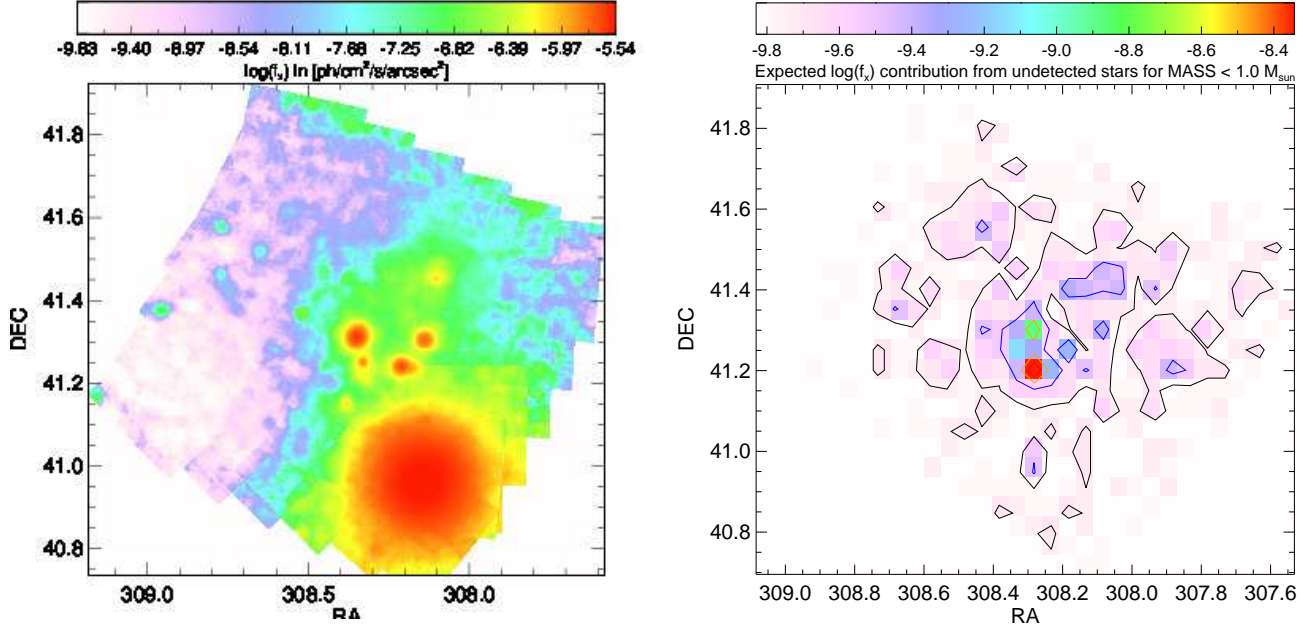 -9.83 -9.40 -8.97 -8.54 -8.11 -7.68 -7.25 -6.82 -6.39 -5.97 -5.54
log(fₓ) in [ph/cm²/s/arcsec²]
DEC
41.8
41.6
41.4
41.2
41.0
40.8
309.0 308.5 308.0
RA
-9.8 -9.6 -9.4 -9.2 -9.0 -8.8 -8.6 -8.4
Expected log(fₓ) contribution from undetected stars for MASS < 1.0 M_sun
DEC
41.8
41.6
41.4
41.2
41.0
40.8
309.0 308.8 308.6 308.4 308.2 308.0 307.8 307.6
RA